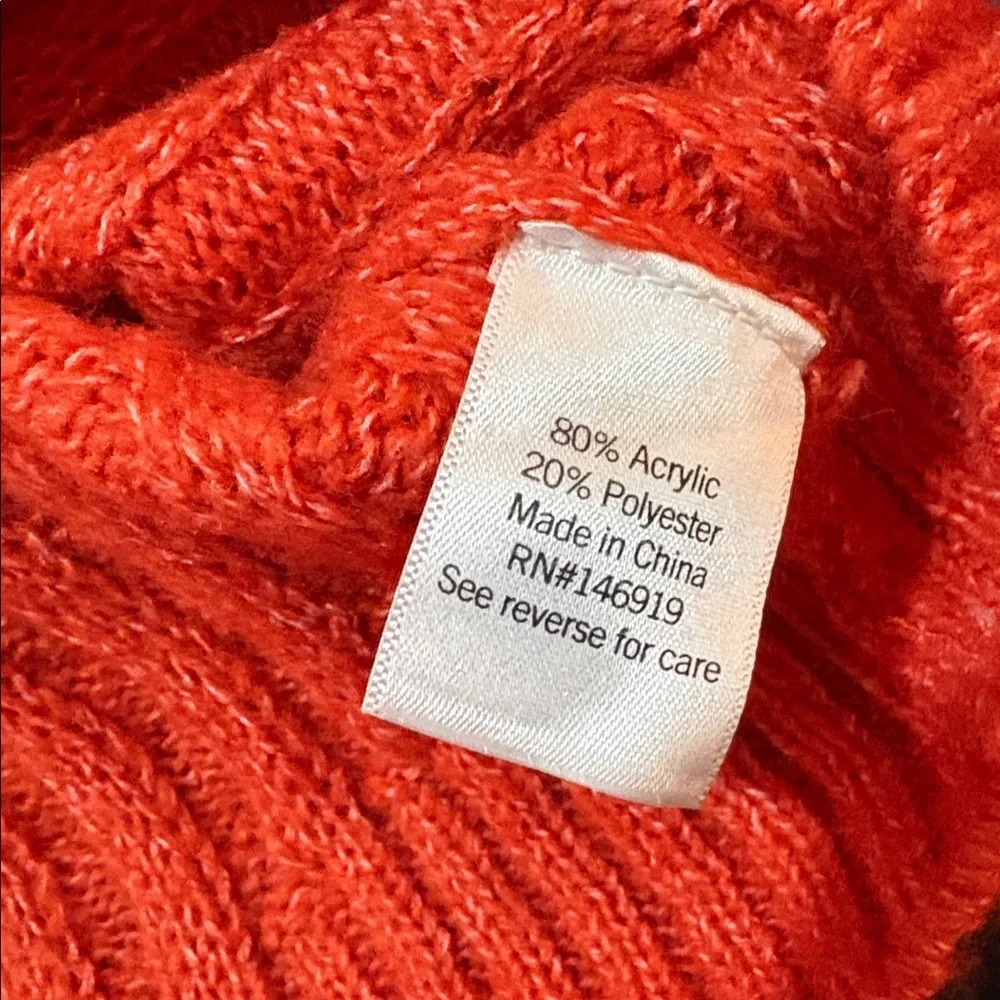 80% Acrylic
20% Polyester
Made in China
RN#146919
See reverse for care